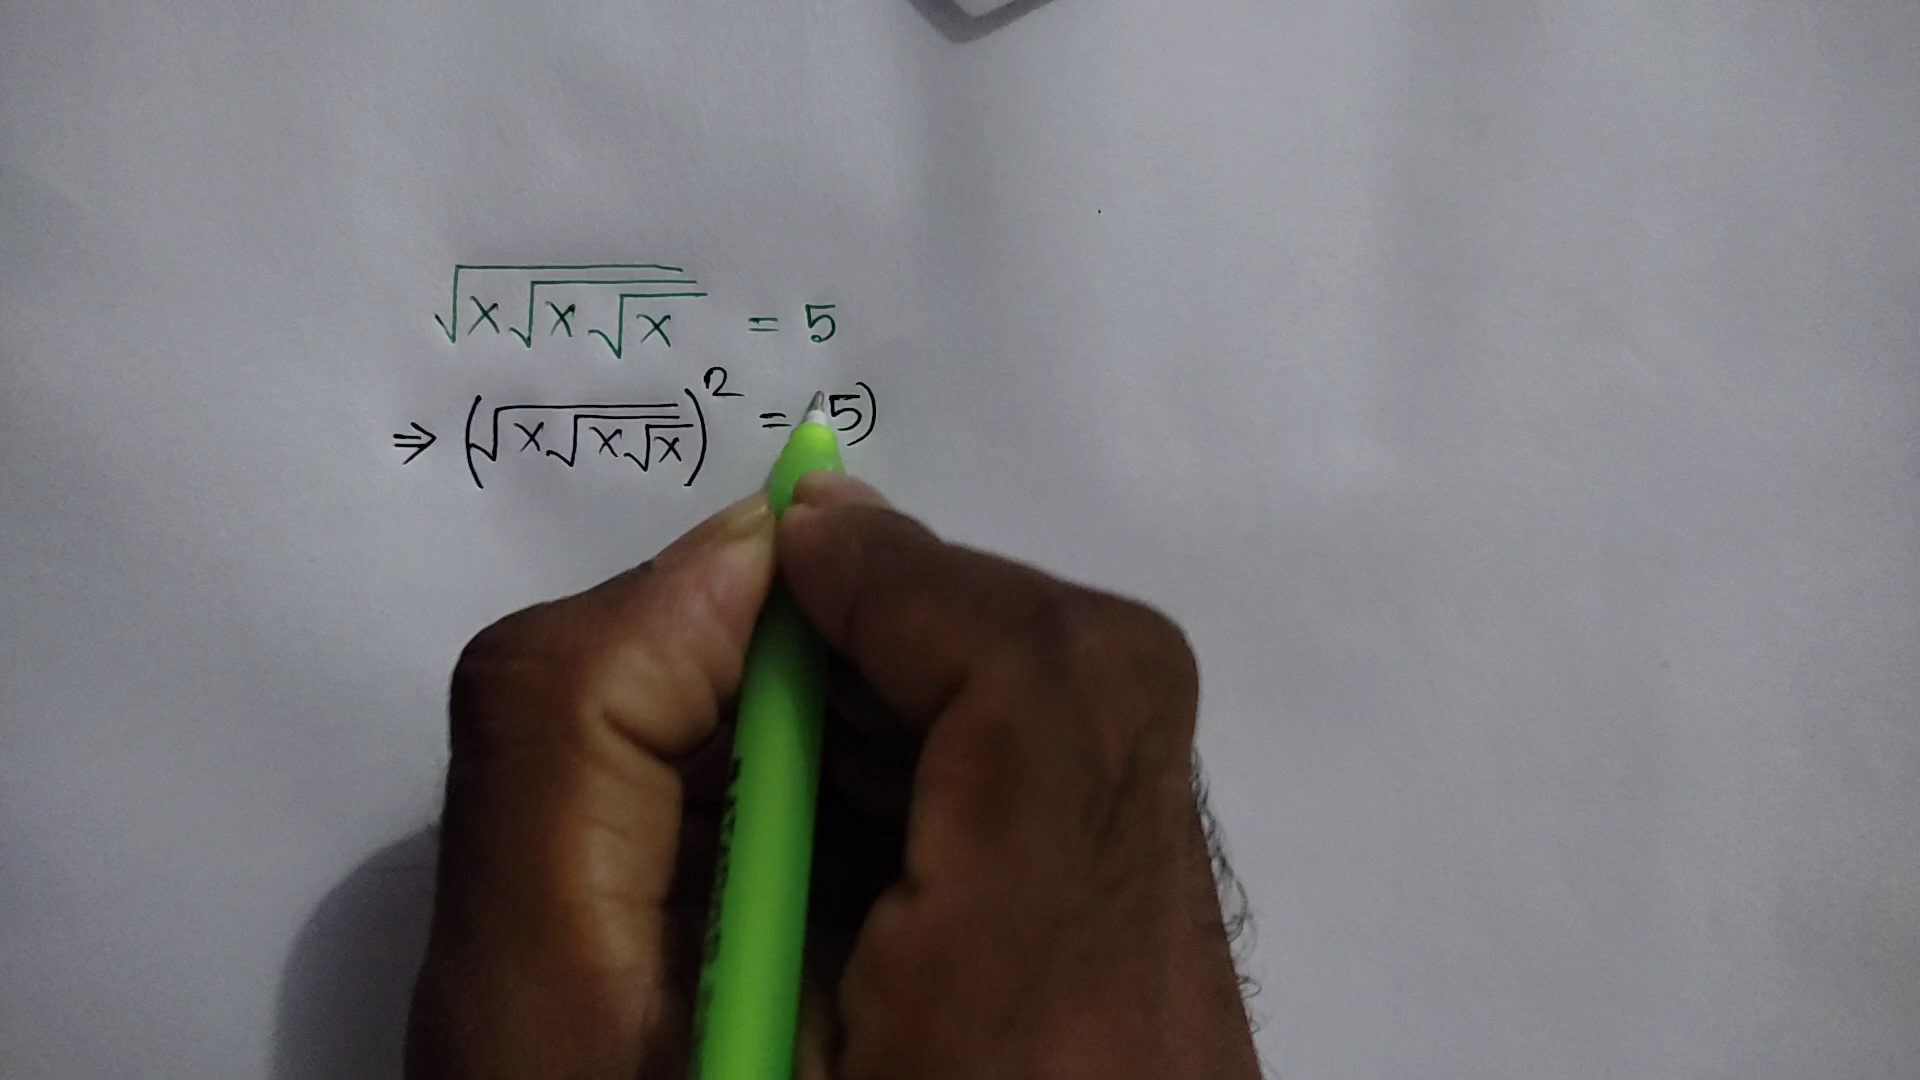 √(x√(x√x)) = 5
⇒ (√(x√(x√x)))² = (5)